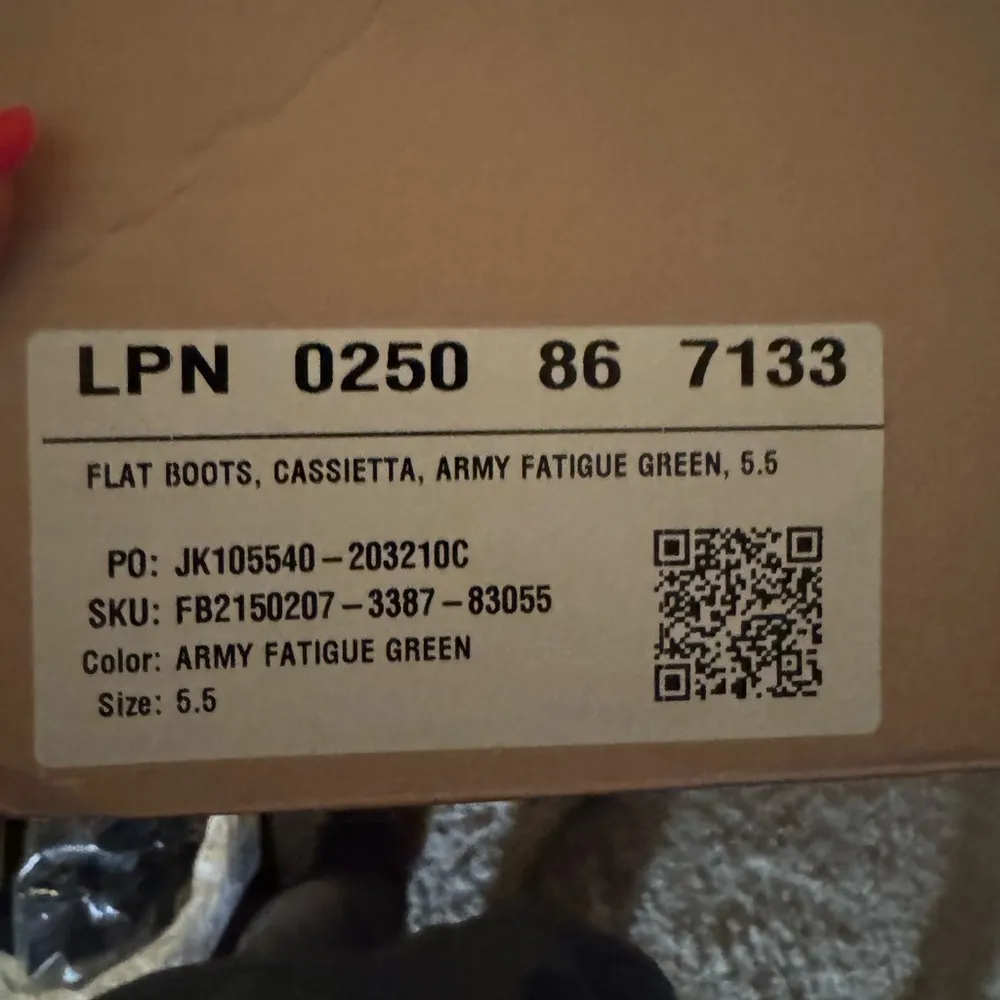 LPN 0250 86 7133
FLAT BOOTS, CASSIETTA, ARMY FATIGUE GREEN, 5.5
PO: JK105540-203210C
SKU: FB2150207-3387-83055
Color: ARMY FATIGUE GREEN
Size: 5.5